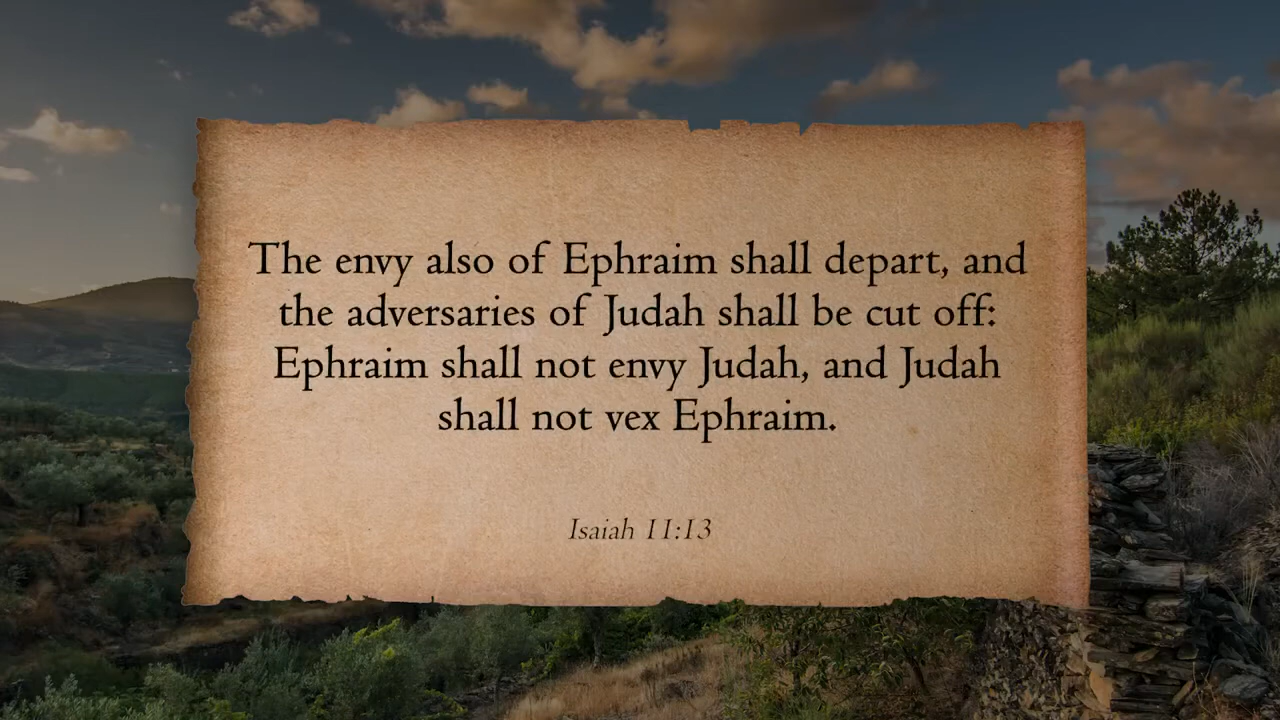 The envy also of Ephraim shall depart, and
the adversaries of Judah shall be cut off:
Ephraim shall not envy Judah, and Judah
shall not vex Ephraim.
Isaiah 11:13